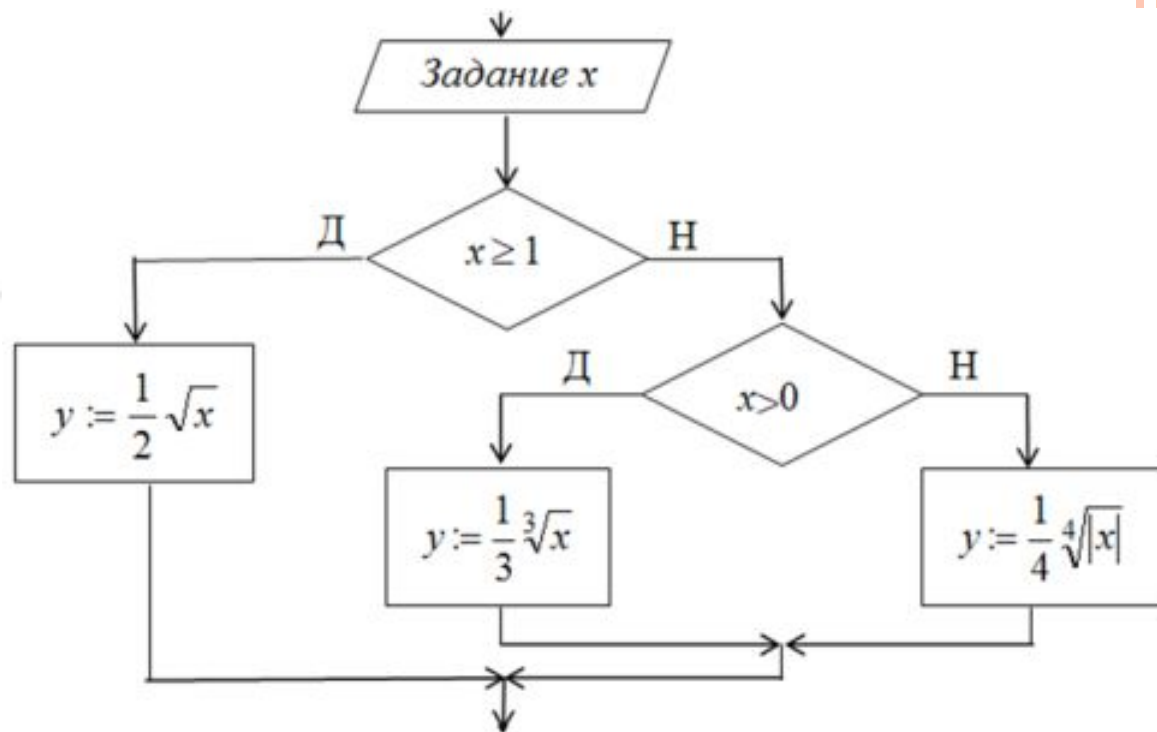 Задание x
Д
x ≥ 1
Н
y := 1/2 √x
Д
x>0
Н
y := 1/3 ∛x
y := 1/4 ∜|x|